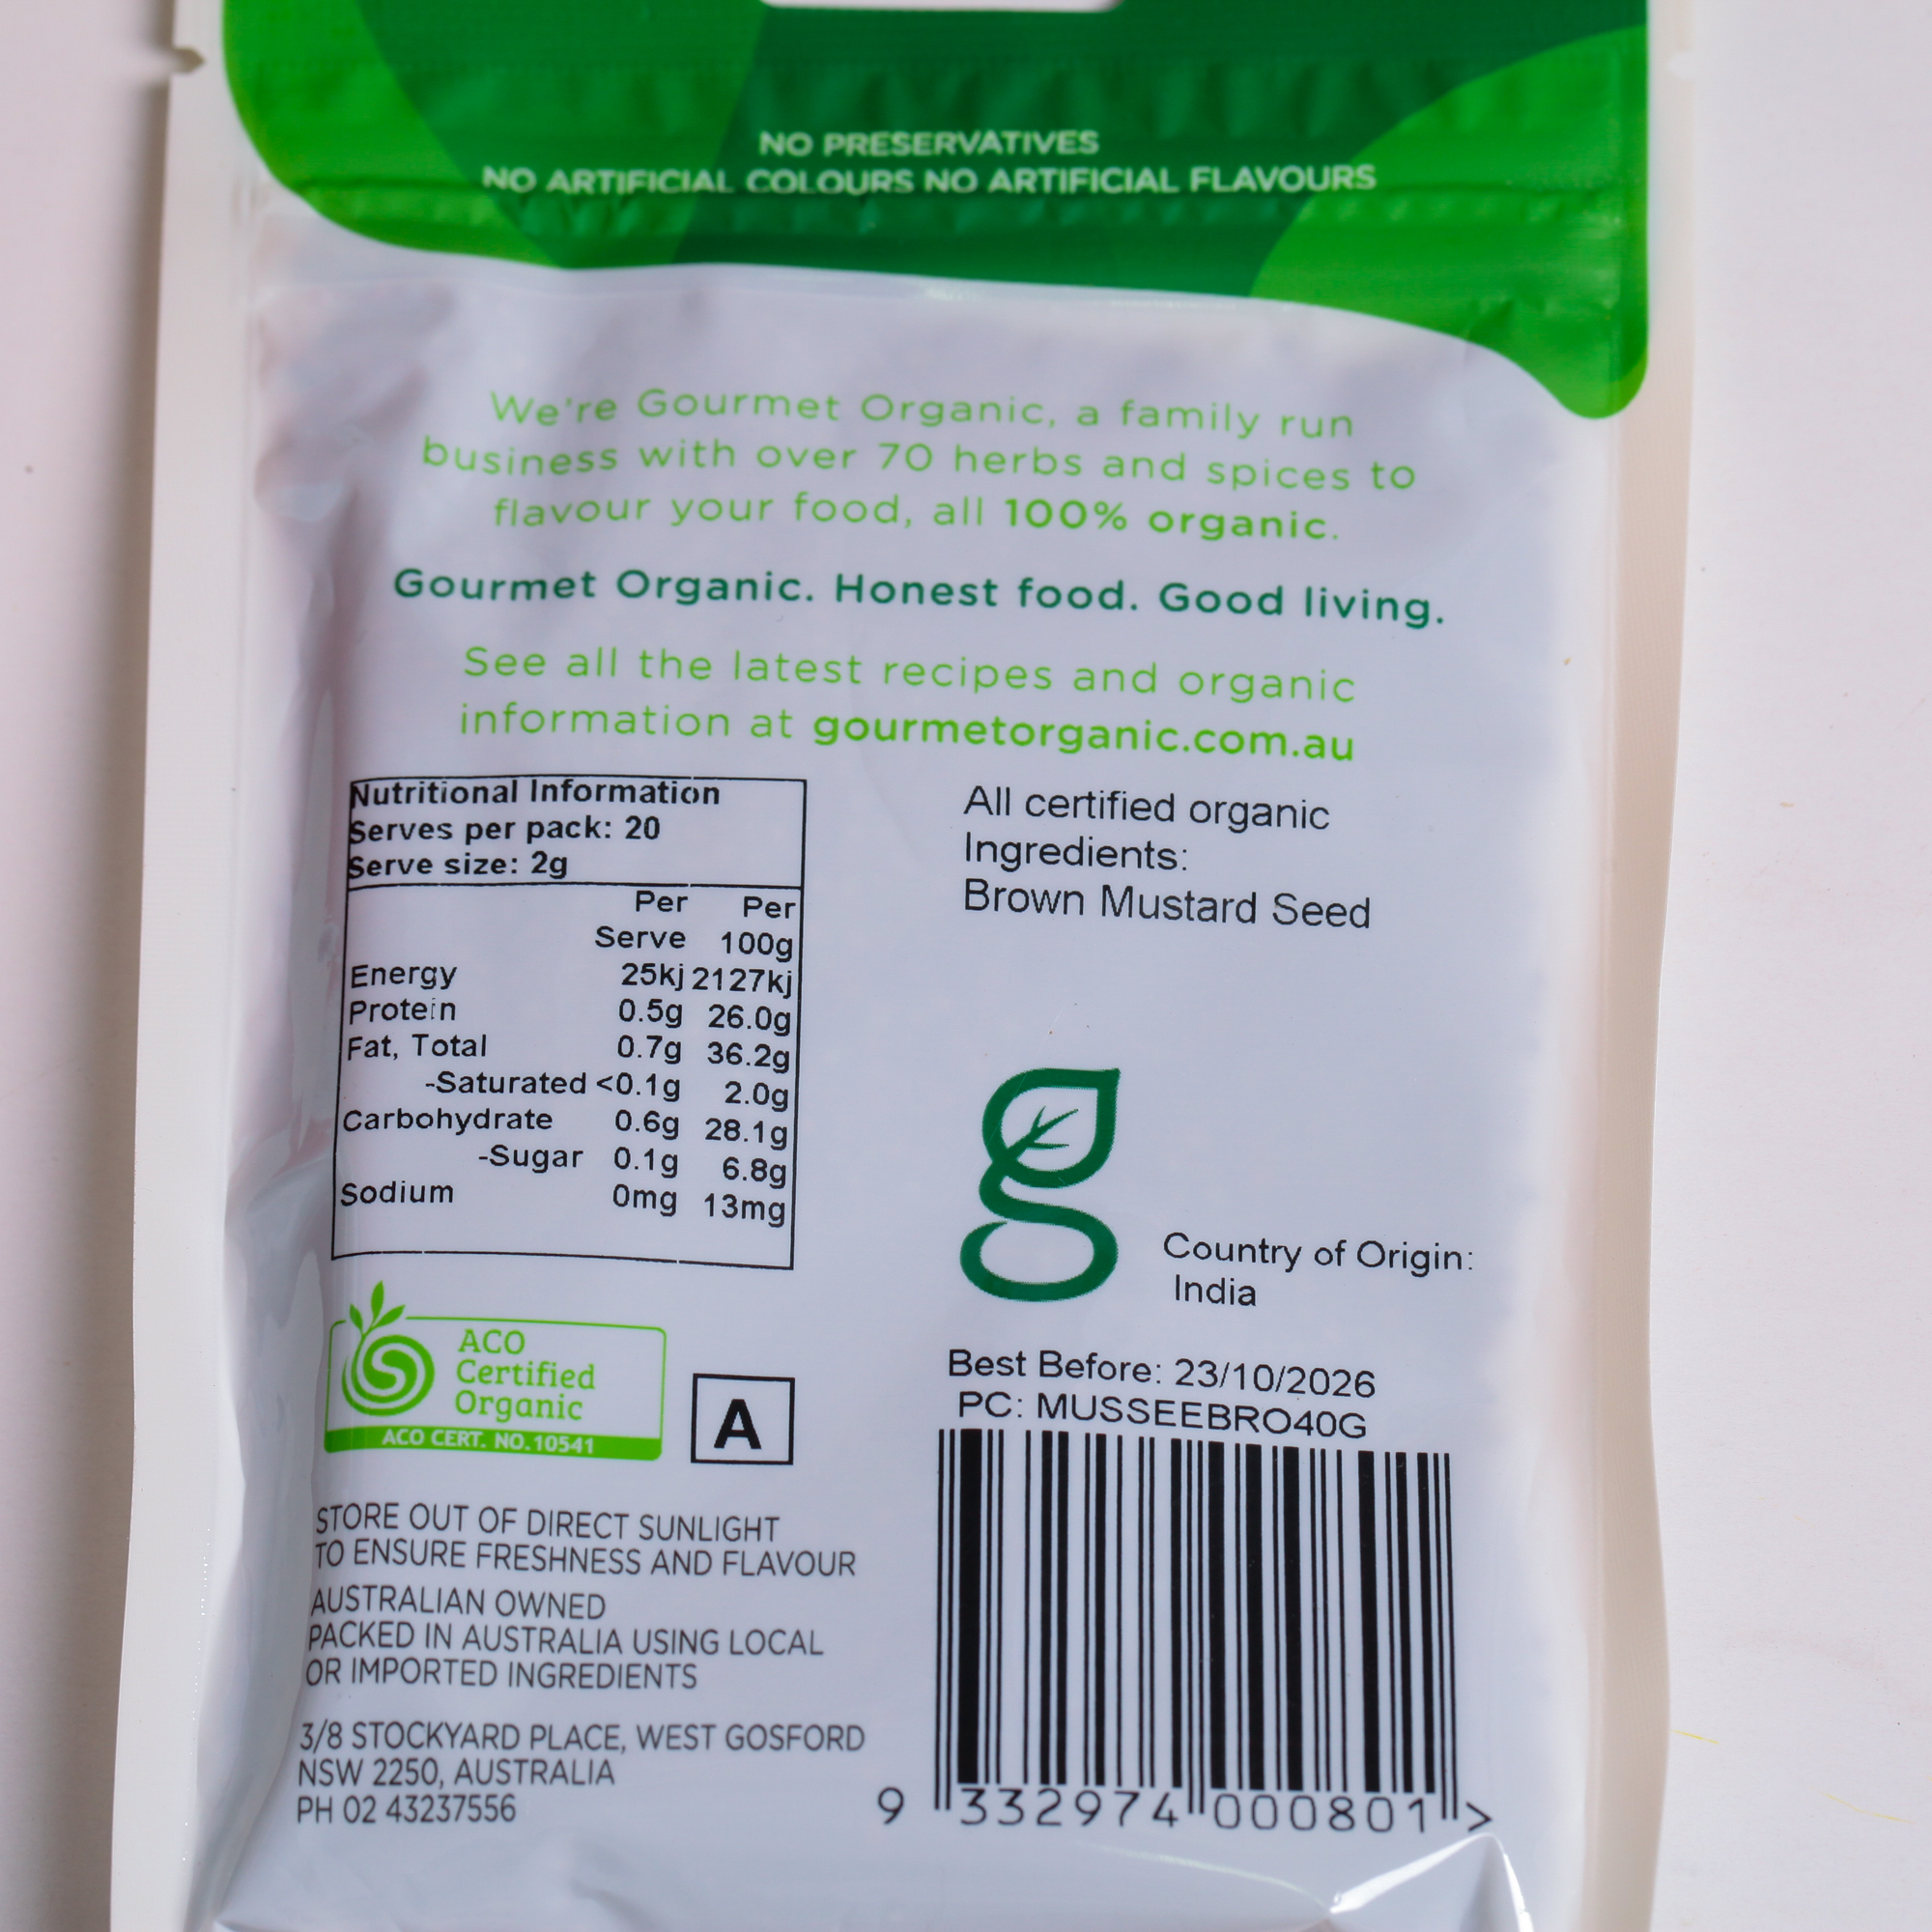 NO PRESERVATIVES
NO ARTIFICIAL COLOURS NO ARTIFICIAL FLAVOURS
We're Gourmet Organic, a family run
business with over 70 herbs and spices to
flavour your food, all 100% organic.
Gourmet Organic. Honest food. Good living.
See all the latest recipes and organic
information at gourmetorganic.com.au
Nutritional Information
Serves per pack: 20
Serve size: 2g
Per Per
Serve 100g
Energy 25kj 2127kj
Protein 0.5g 26.0g
Fat, Total 0.7g 36.2g
-Saturated <0.1g 2.0g
Carbohydrate 0.6g 28.1g
-Sugar 0.1g 6.8g
Sodium 0mg 13mg
All certified organic
Ingredients:
Brown Mustard Seed
Country of Origin:
India
ACO
Certified
Organic
ACO CERT. NO. 10541
A
Best Before: 23/10/2026
PC: MUSSEEBRO40G
STORE OUT OF DIRECT SUNLIGHT
TO ENSURE FRESHNESS AND FLAVOUR
AUSTRALIAN OWNED
PACKED IN AUSTRALIA USING LOCAL
OR IMPORTED INGREDIENTS
3/8 STOCKYARD PLACE, WEST GOSFORD
NSW 2250, AUSTRALIA
PH 02 43237556
9 332974 000801 >